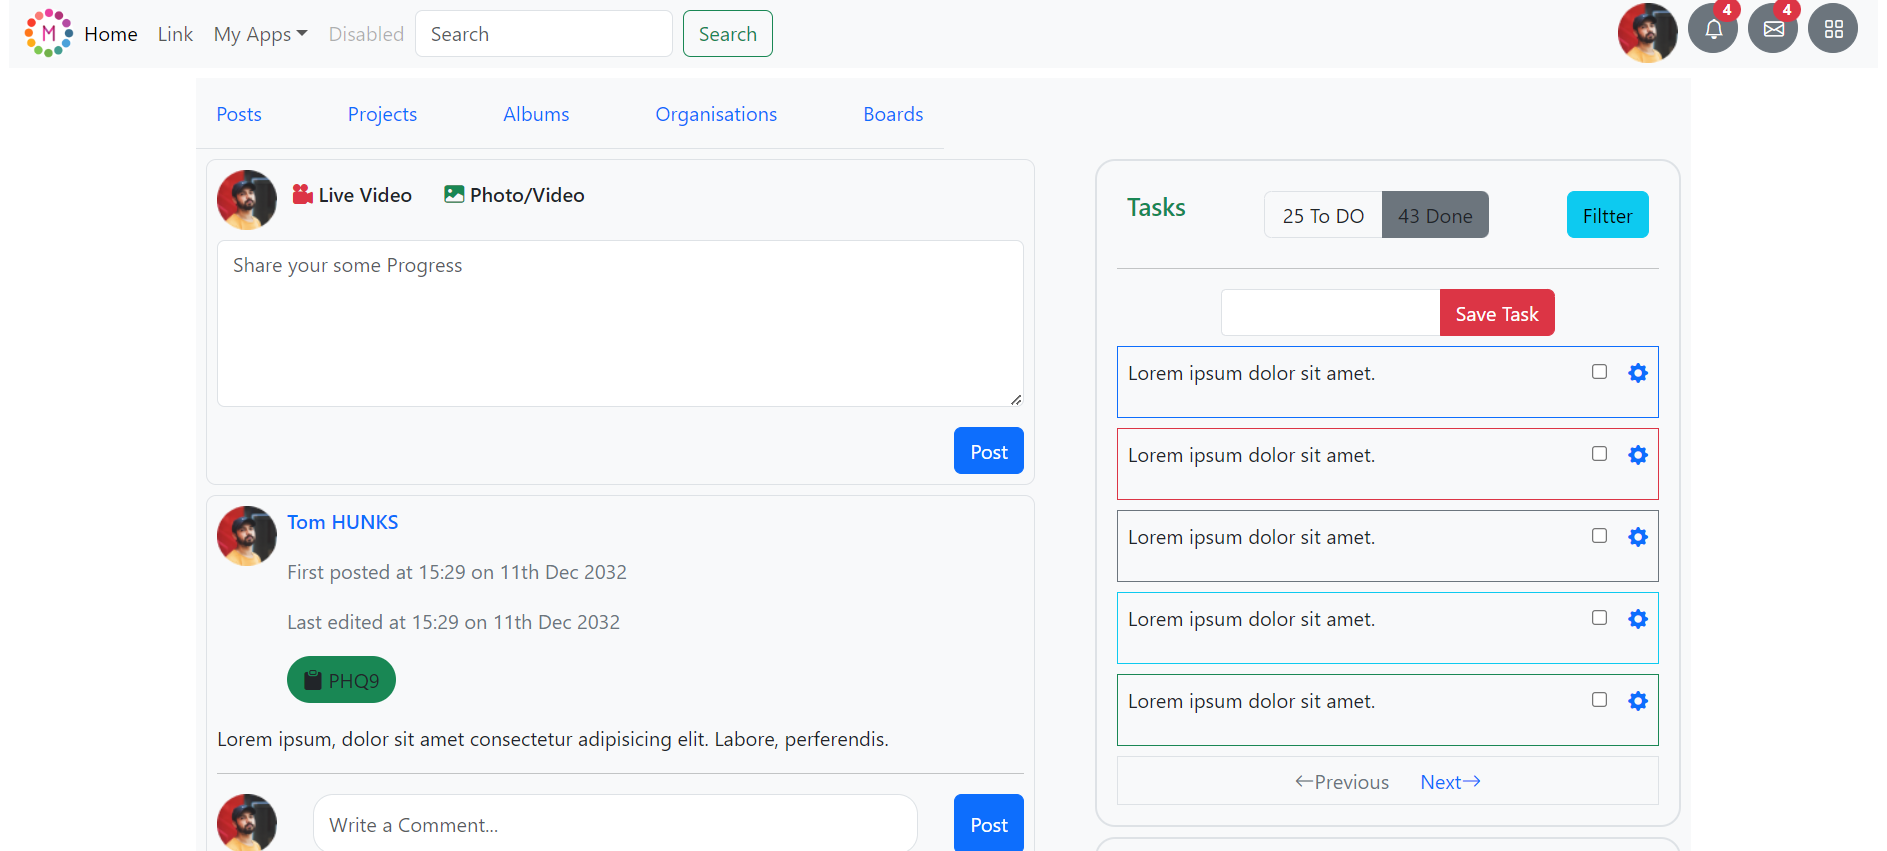 M Home Link My Apps Disabled Search Search 4 4
Posts Projects Albums Organisations Boards
Live Video Photo/Video
Share your some Progress
Post
Tom HUNKS
First posted at 15:29 on 11th Dec 2032
Last edited at 15:29 on 11th Dec 2032
PHQ9
Lorem ipsum, dolor sit amet consectetur adipisicing elit. Labore, perferendis.
Write a Comment... Post
Tasks 25 To DO 43 Done Filtter
Save Task
Lorem ipsum dolor sit amet.
Lorem ipsum dolor sit amet.
Lorem ipsum dolor sit amet.
Lorem ipsum dolor sit amet.
Lorem ipsum dolor sit amet.
←Previous Next→